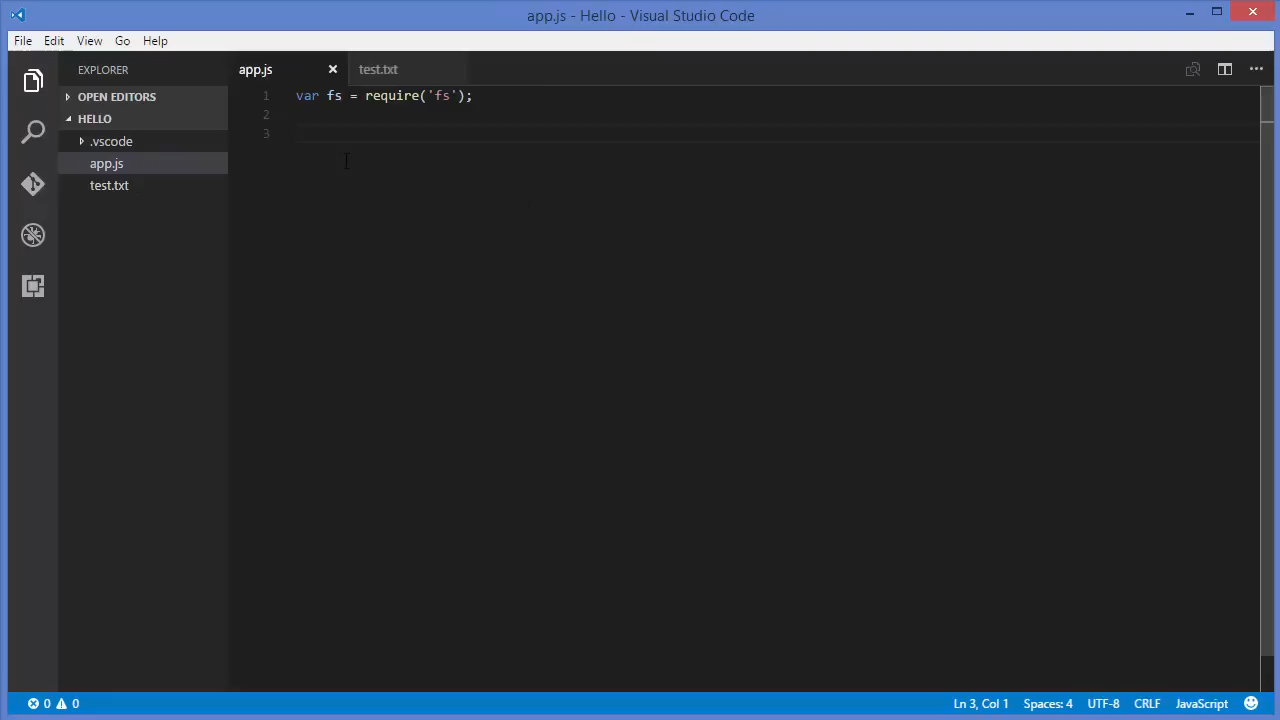 app.js - Hello - Visual Studio Code
File Edit View Go Help
EXPLORER
OPEN EDITORS
HELLO
.vscode
app.js
test.txt
app.js test.txt
1 var fs = require('fs');
2
3
0 0
Ln 3, Col 1 Spaces: 4 UTF-8 CRLF JavaScript